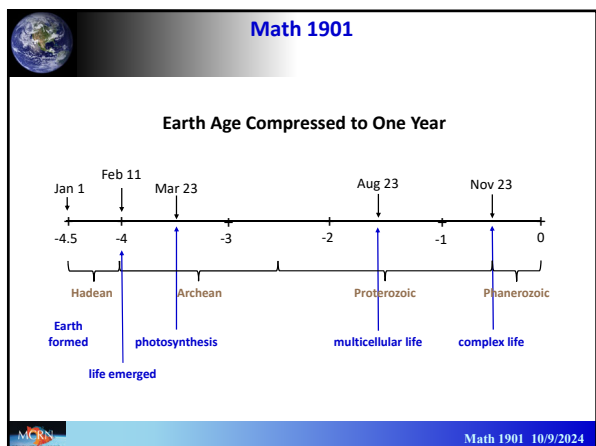 Math 1901
Earth Age Compressed to One Year
Jan 1
Feb 11
Mar 23
Aug 23
Nov 23
-4.5 -4 -3 -2 -1 0
Hadean Archean Proterozoic Phanerozoic
Earth
formed
photosynthesis multicellular life complex life
life emerged
MCRN
Math 1901 10/9/2024